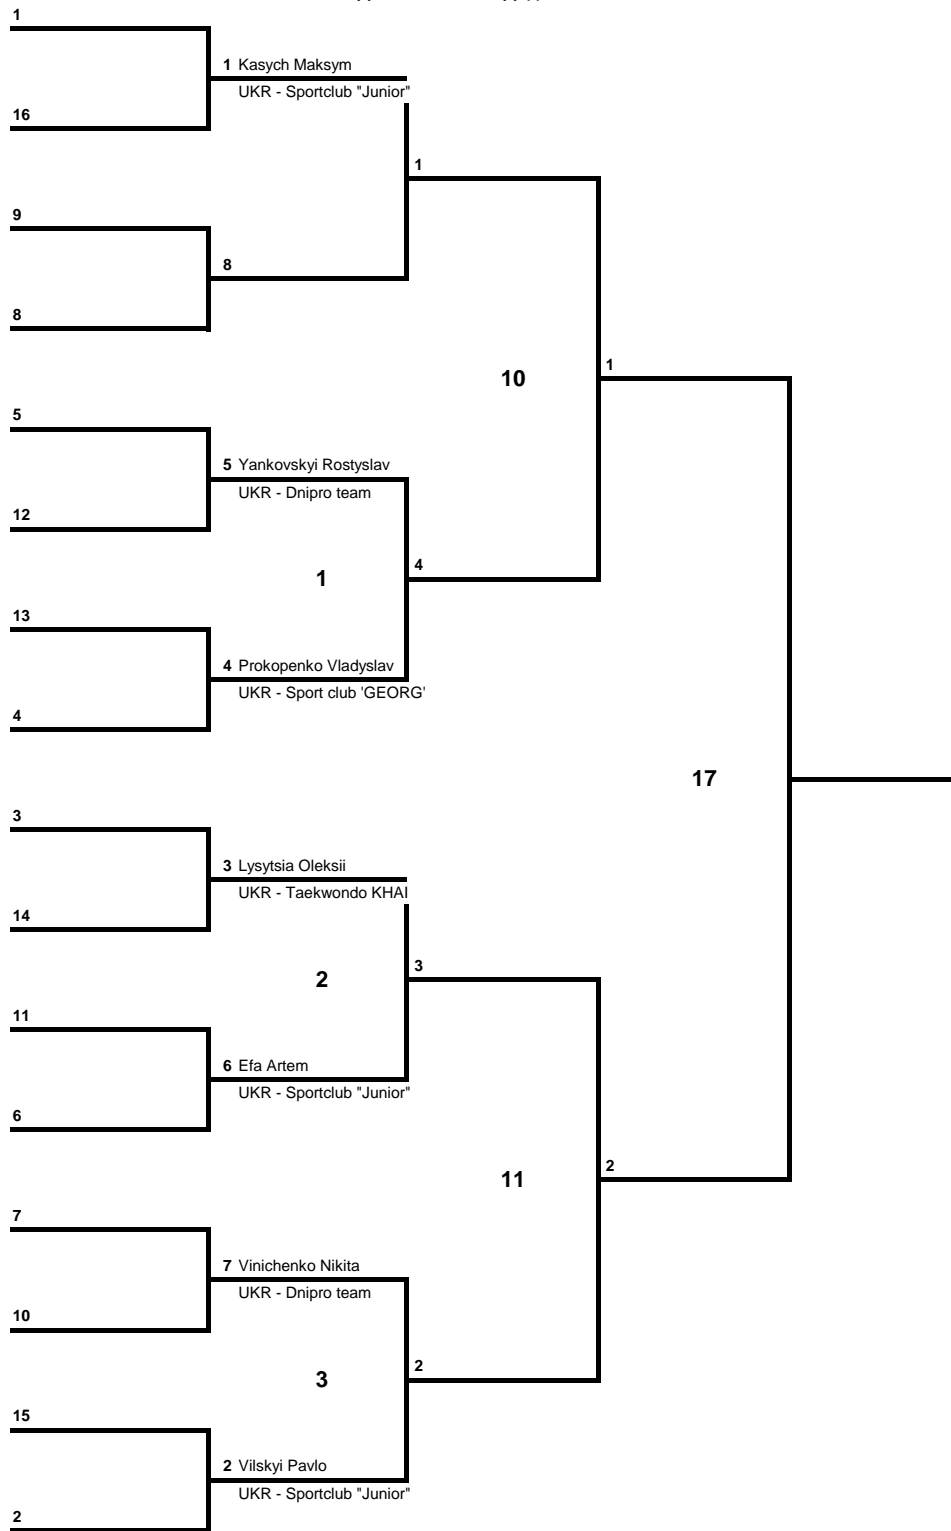 1
1 Kasych Maksym
UKR - Sportclub "Junior"
16
1
9
8
8
10
1
5
5 Yankovskyi Rostyslav
UKR - Dnipro team
12
4
1
13
4 Prokopenko Vladyslav
UKR - Sport club 'GEORG'
4
17
3
3 Lysytsia Oleksii
UKR - Taekwondo KHAI
14
3
2
11
6 Efa Artem
UKR - Sportclub "Junior"
6
2
11
7
7 Vinichenko Nikita
UKR - Dnipro team
10
2
3
15
2 Vilskyi Pavlo
UKR - Sportclub "Junior"
2